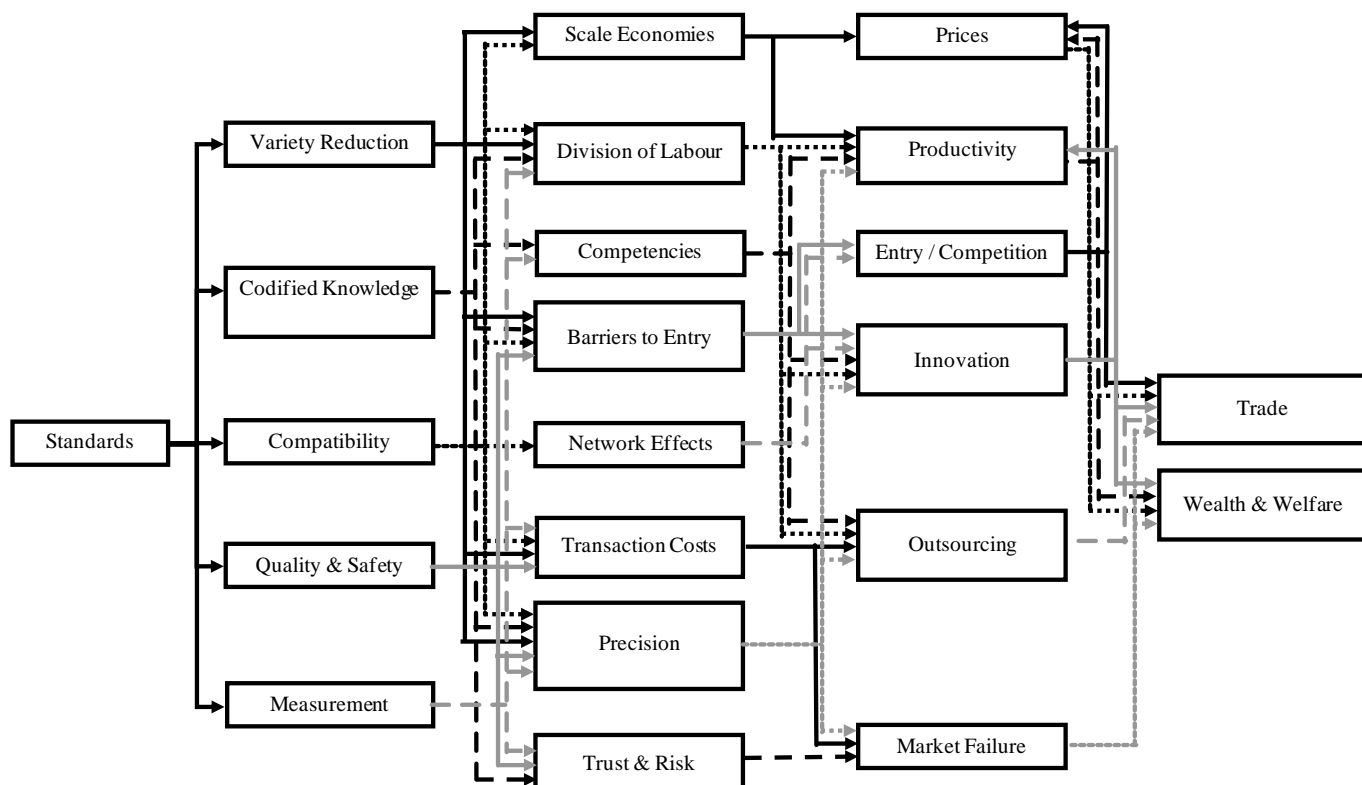 Standards
Variety Reduction
Codified Knowledge
Compatibility
Quality & Safety
Measurement
Scale Economies
Division of Labour
Competencies
Barriers to Entry
Network Effects
Transaction Costs
Precision
Trust & Risk
Prices
Productivity
Entry / Competition
Innovation
Outsourcing
Market Failure
Trade
Wealth & Welfare